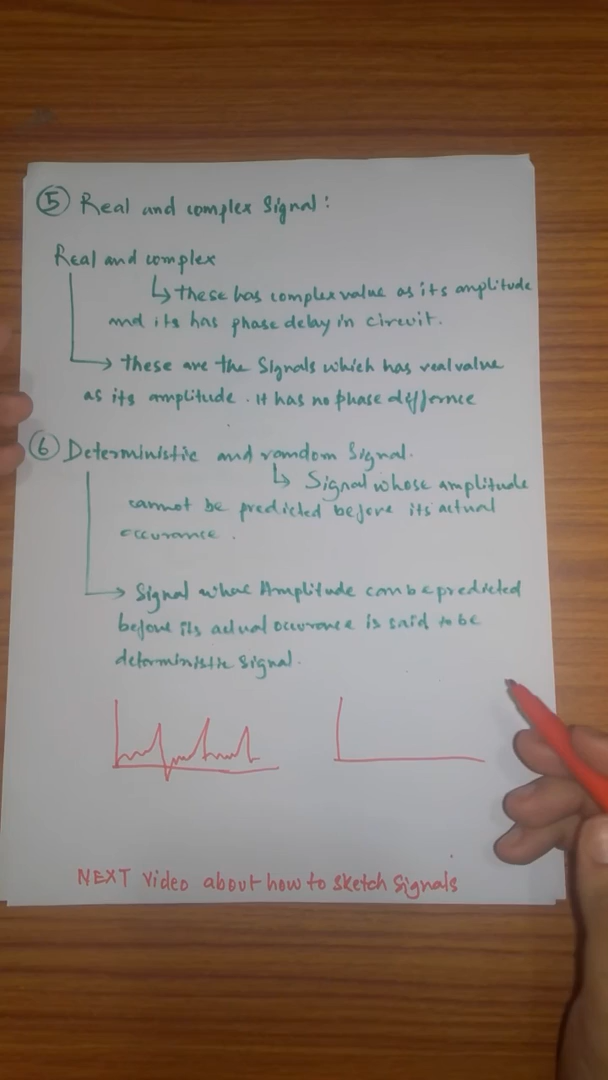 5 Real and complex Signal:
Real and complex
These has complex value as its amplitude
and its has phase delay in circuit.
These are the Signals which has real value
as its amplitude. It has no phase differnce
6 Deterministic and random Signal.
Signal whose amplitude
cannot be predicted before its actual
occurance.
Signal whose Amplitude can be predicted
before its actual occurance is said to be
deterministic signal.
NEXT Video about how to sketch Signals